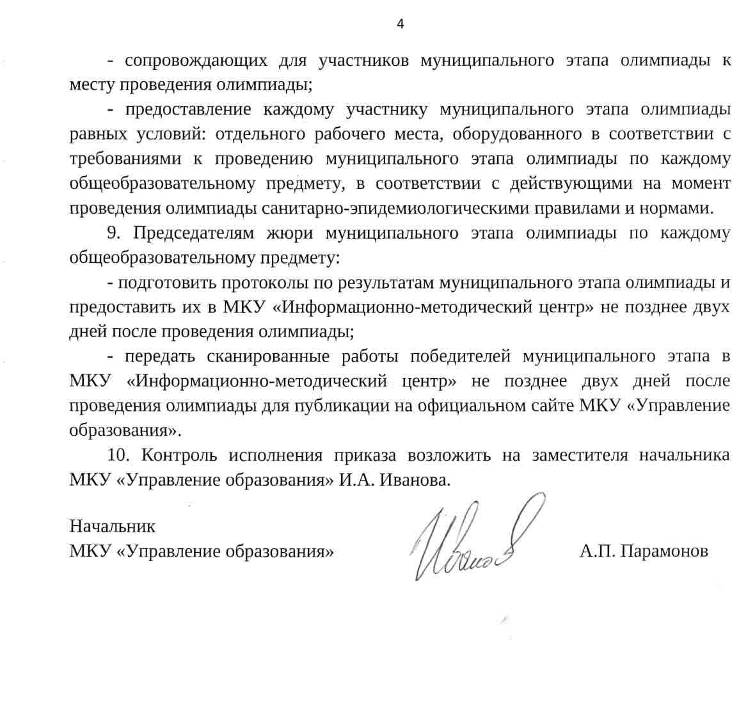 4
- сопровождающих для участников муниципального этапа олимпиады к
месту проведения олимпиады;
- предоставление каждому участнику муниципального этапа олимпиады
равных условий: отдельного рабочего места, оборудованного в соответствии с
требованиями к проведению муниципального этапа олимпиады по каждому
общеобразовательному предмету, в соответствии с действующими на момент
проведения олимпиады санитарно-эпидемиологическими правилами и нормами.
9. Председателям жюри муниципального этапа олимпиады по каждому
общеобразовательному предмету:
- подготовить протоколы по результатам муниципального этапа олимпиады и
предоставить их в МКУ «Информационно-методический центр» не позднее двух
дней после проведения олимпиады;
- передать сканированные работы победителей муниципального этапа в
МКУ «Информационно-методический центр» не позднее двух дней после
проведения олимпиады для публикации на официальном сайте МКУ «Управление
образования».
10. Контроль исполнения приказа возложить на заместителя начальника
МКУ «Управление образования» И.А. Иванова.
Начальник
МКУ «Управление образования» Иванов А.П. Парамонов